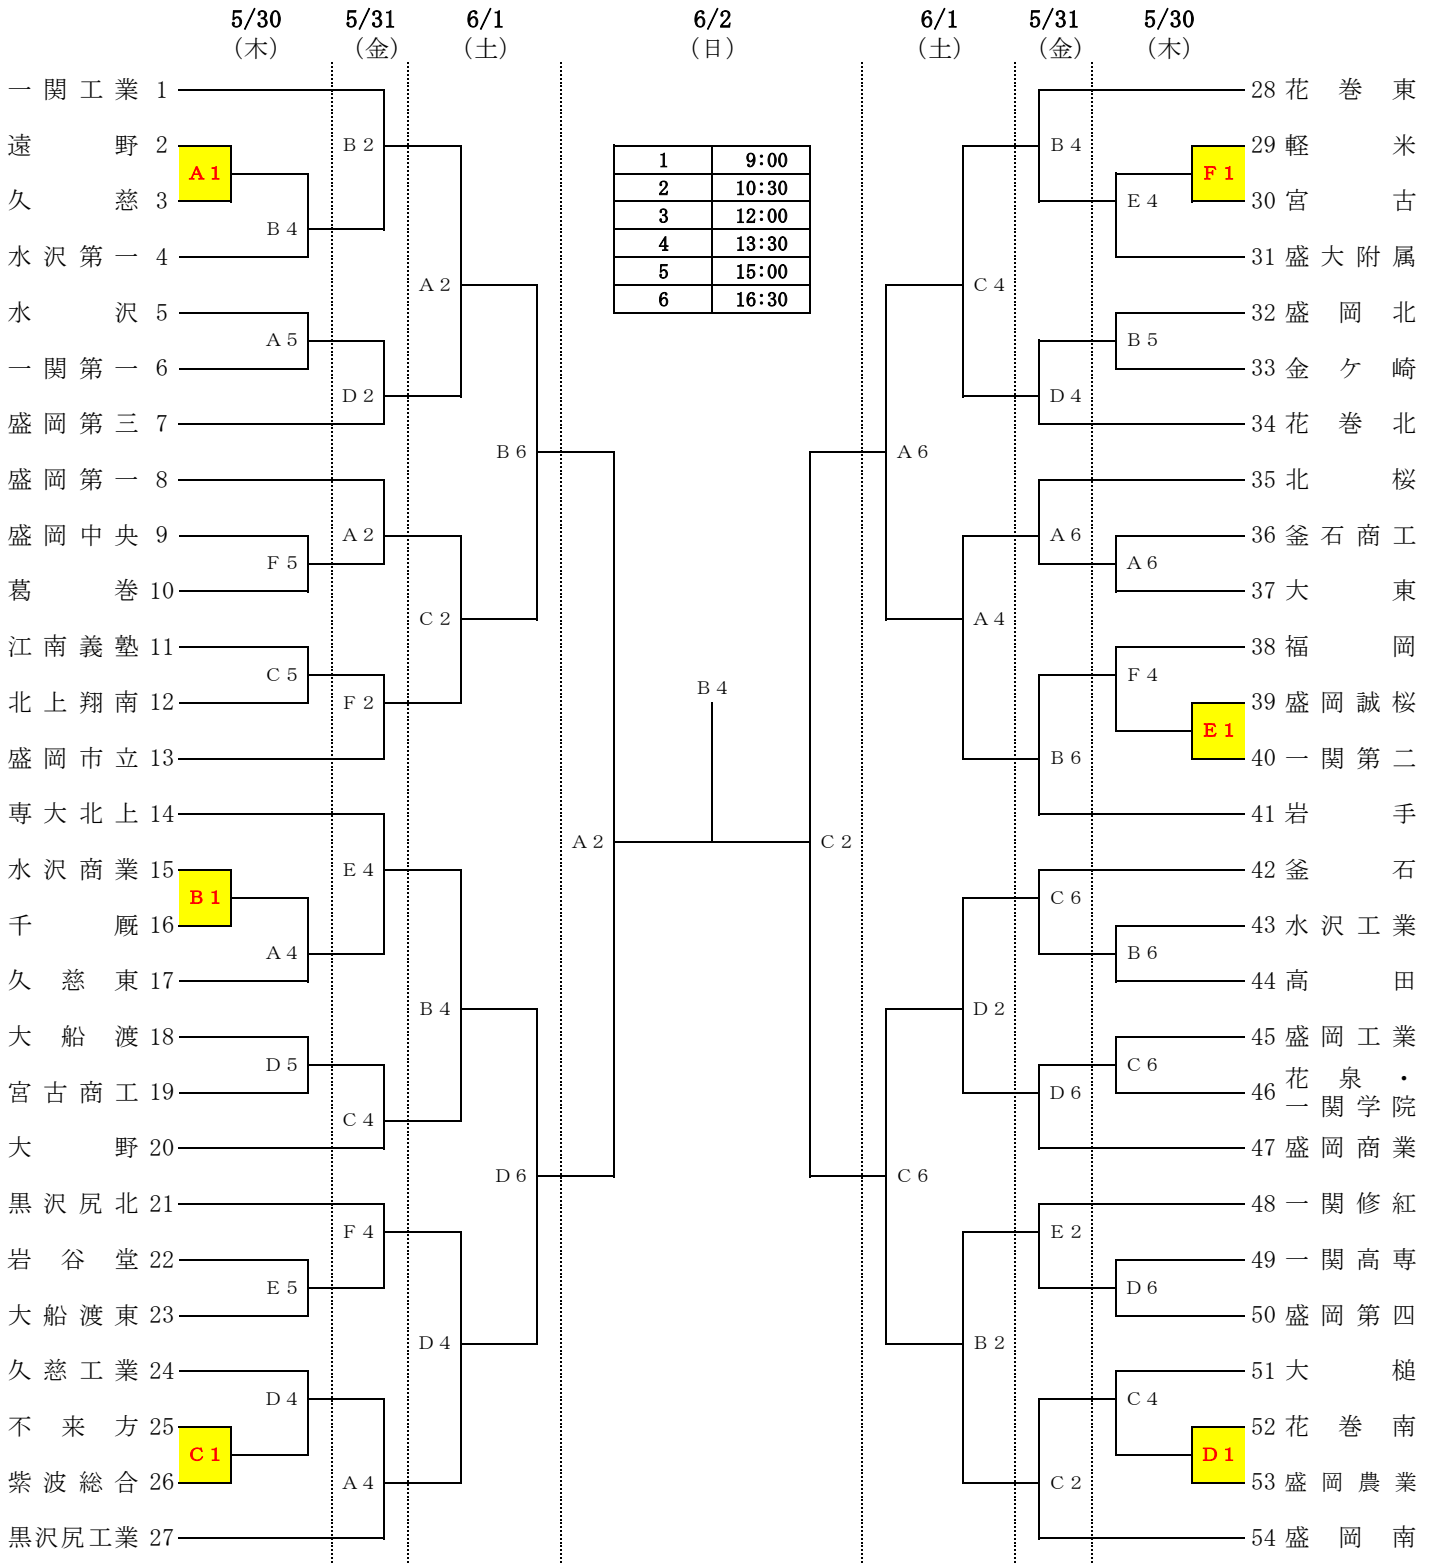 5/30 5/31 6/1 6/2 6/1 5/31 5/30
（木） （金） （土） （日） （土） （金） （木）
一関工業 1
遠野 2
A1
久慈 3
水沢第一 4
B4
B2
水沢 5
一関第一 6
A5
盛岡第三 7
D2
A2
盛岡第一 8
盛岡中央 9
葛巻 10
F5
A2
江南義塾 11
北上翔南 12
C5
盛岡市立 13
F2
C2
B6
専大北上 14
水沢商業 15
B1
千厩 16
久慈東 17
A4
E4
大船渡 18
宮古商工 19
D5
大野 20
C4
B4
黒沢尻北 21
岩谷堂 22
大船渡東 23
E5
F4
久慈工業 24
不来方 25
C1
紫波総合 26
D4
黒沢尻工業 27
A4
D4
D6
A2
1 9:00
2 10:30
3 12:00
4 13:30
5 15:00
6 16:30
B4
C2
28 花巻東
29 軽米
F1
30 宮古
31 盛大附属
E4
B4
32 盛岡北
33 金ケ崎
B5
34 花巻北
D4
C4
35 北桜
36 釜石商工
37 大東
A6
A6
38 福岡
39 盛岡誠桜
E1
40 一関第二
F4
41 岩手
B6
A4
A6
42 釜石
43 水沢工業
44 高田
B6
C6
45 盛岡工業
46 花泉・
一関学院
C6
47 盛岡商業
D6
D2
48 一関修紅
49 一関高専
50 盛岡第四
D6
E2
51 大槌
52 花巻南
D1
53 盛岡農業
C4
54 盛岡南
C2
B2
C6